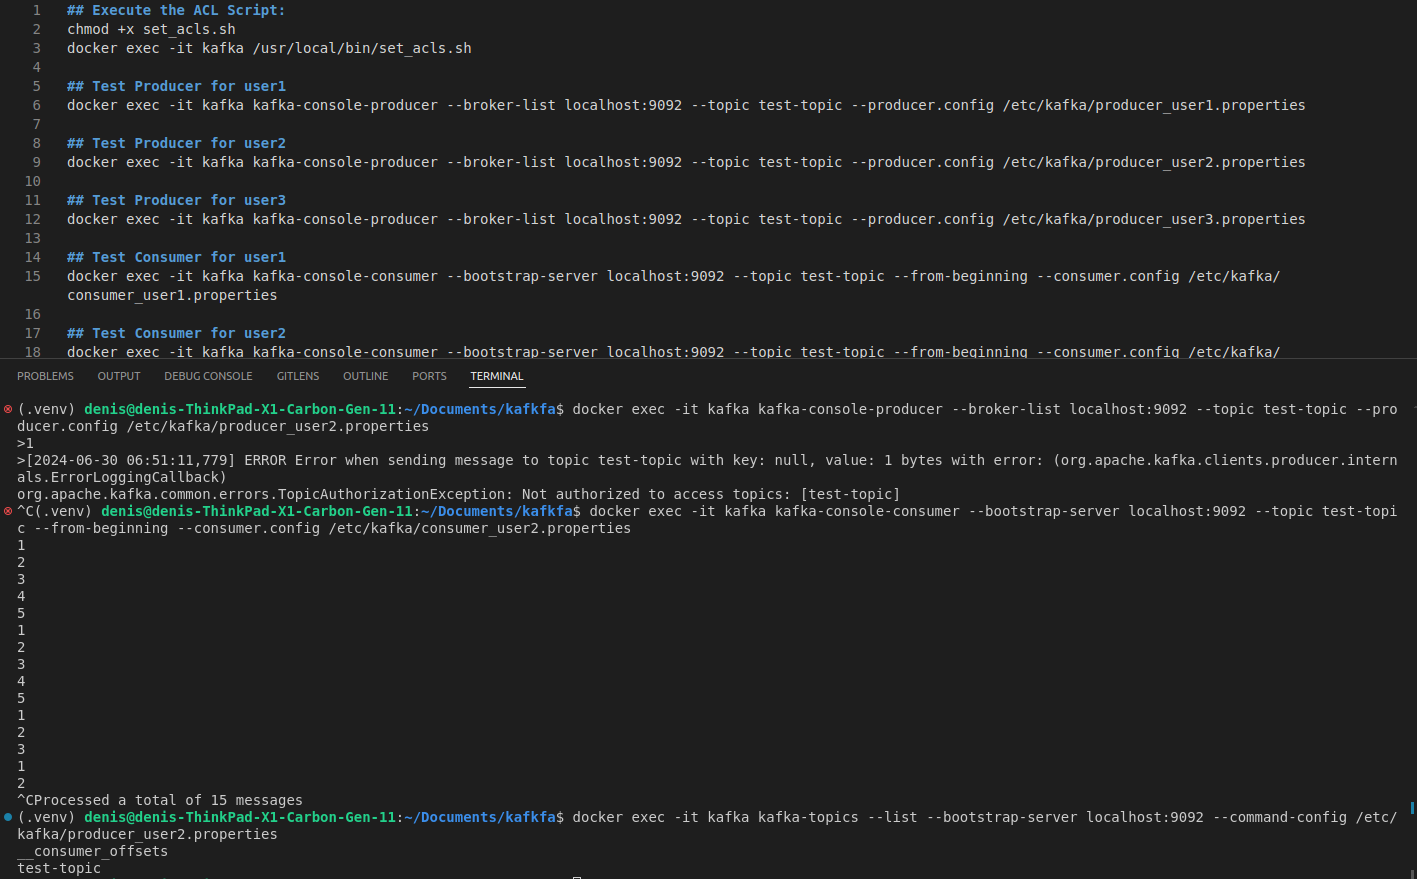 1 ## Execute the ACL Script:
2 chmod +x set_acls.sh
3 docker exec -it kafka /usr/local/bin/set_acls.sh
4
5 ## Test Producer for user1
6 docker exec -it kafka kafka-console-producer --broker-list localhost:9092 --topic test-topic --producer.config /etc/kafka/producer_user1.properties
7
8 ## Test Producer for user2
9 docker exec -it kafka kafka-console-producer --broker-list localhost:9092 --topic test-topic --producer.config /etc/kafka/producer_user2.properties
10
11 ## Test Producer for user3
12 docker exec -it kafka kafka-console-producer --broker-list localhost:9092 --topic test-topic --producer.config /etc/kafka/producer_user3.properties
13
14 ## Test Consumer for user1
15 docker exec -it kafka kafka-console-consumer --bootstrap-server localhost:9092 --topic test-topic --from-beginning --consumer.config /etc/kafka/
consumer_user1.properties
16
17 ## Test Consumer for user2
18 docker exec -it kafka kafka-console-consumer --bootstrap-server localhost:9092 --topic test-topic --from-beginning --consumer.config /etc/kafka/
PROBLEMS OUTPUT DEBUG CONSOLE GITLENS OUTLINE PORTS TERMINAL
(.venv) denis@denis-ThinkPad-X1-Carbon-Gen-11:~/Documents/kafkfa$ docker exec -it kafka kafka-console-producer --broker-list localhost:9092 --topic test-topic --pro
ducer.config /etc/kafka/producer_user2.properties
>1
>[2024-06-30 06:51:11,779] ERROR Error when sending message to topic test-topic with key: null, value: 1 bytes with error: (org.apache.kafka.clients.producer.intern
als.ErrorLoggingCallback)
org.apache.kafka.common.errors.TopicAuthorizationException: Not authorized to access topics: [test-topic]
^C(.venv) denis@denis-ThinkPad-X1-Carbon-Gen-11:~/Documents/kafkfa$ docker exec -it kafka kafka-console-consumer --bootstrap-server localhost:9092 --topic test-topi
c --from-beginning --consumer.config /etc/kafka/consumer_user2.properties
1
2
3
4
5
1
2
3
4
5
1
2
3
1
2
^CProcessed a total of 15 messages
(.venv) denis@denis-ThinkPad-X1-Carbon-Gen-11:~/Documents/kafkfa$ docker exec -it kafka kafka-topics --list --bootstrap-server localhost:9092 --command-config /etc/
kafka/producer_user2.properties
__consumer_offsets
test-topic